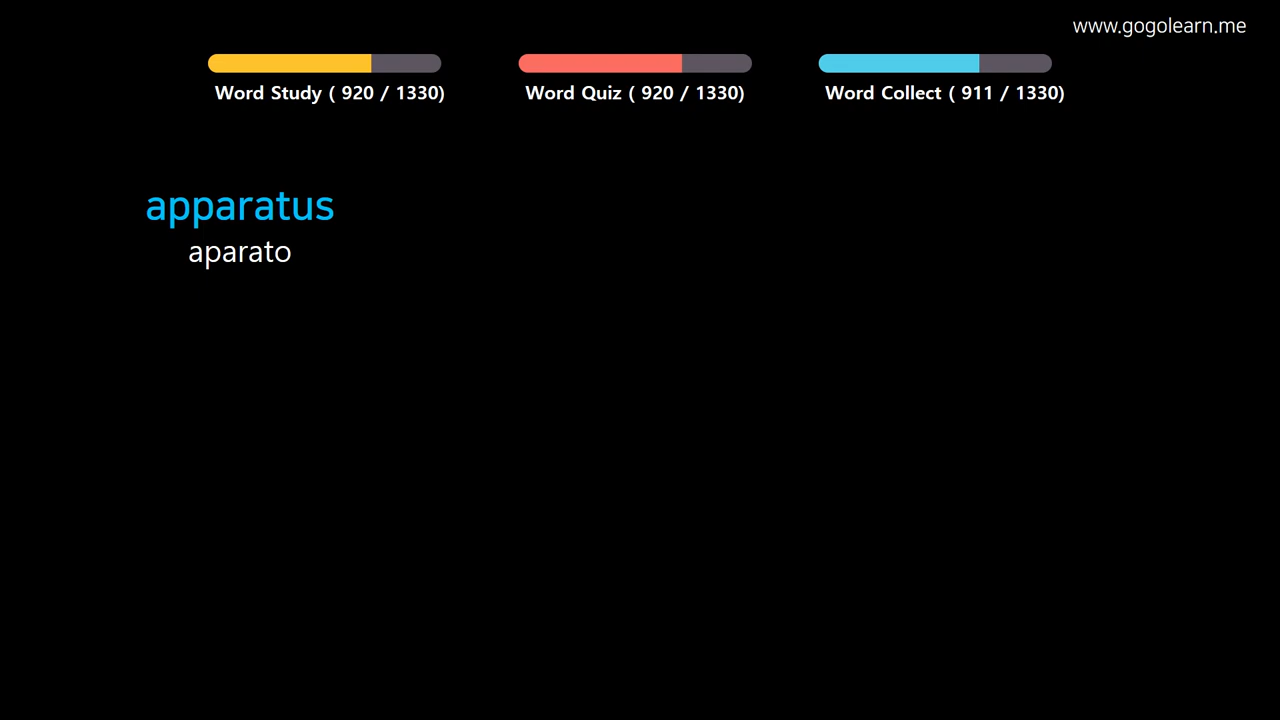 www.gogolearn.me
Word Study ( 920 / 1330)
Word Quiz ( 920 / 1330)
Word Collect ( 911 / 1330)
apparatus
aparato